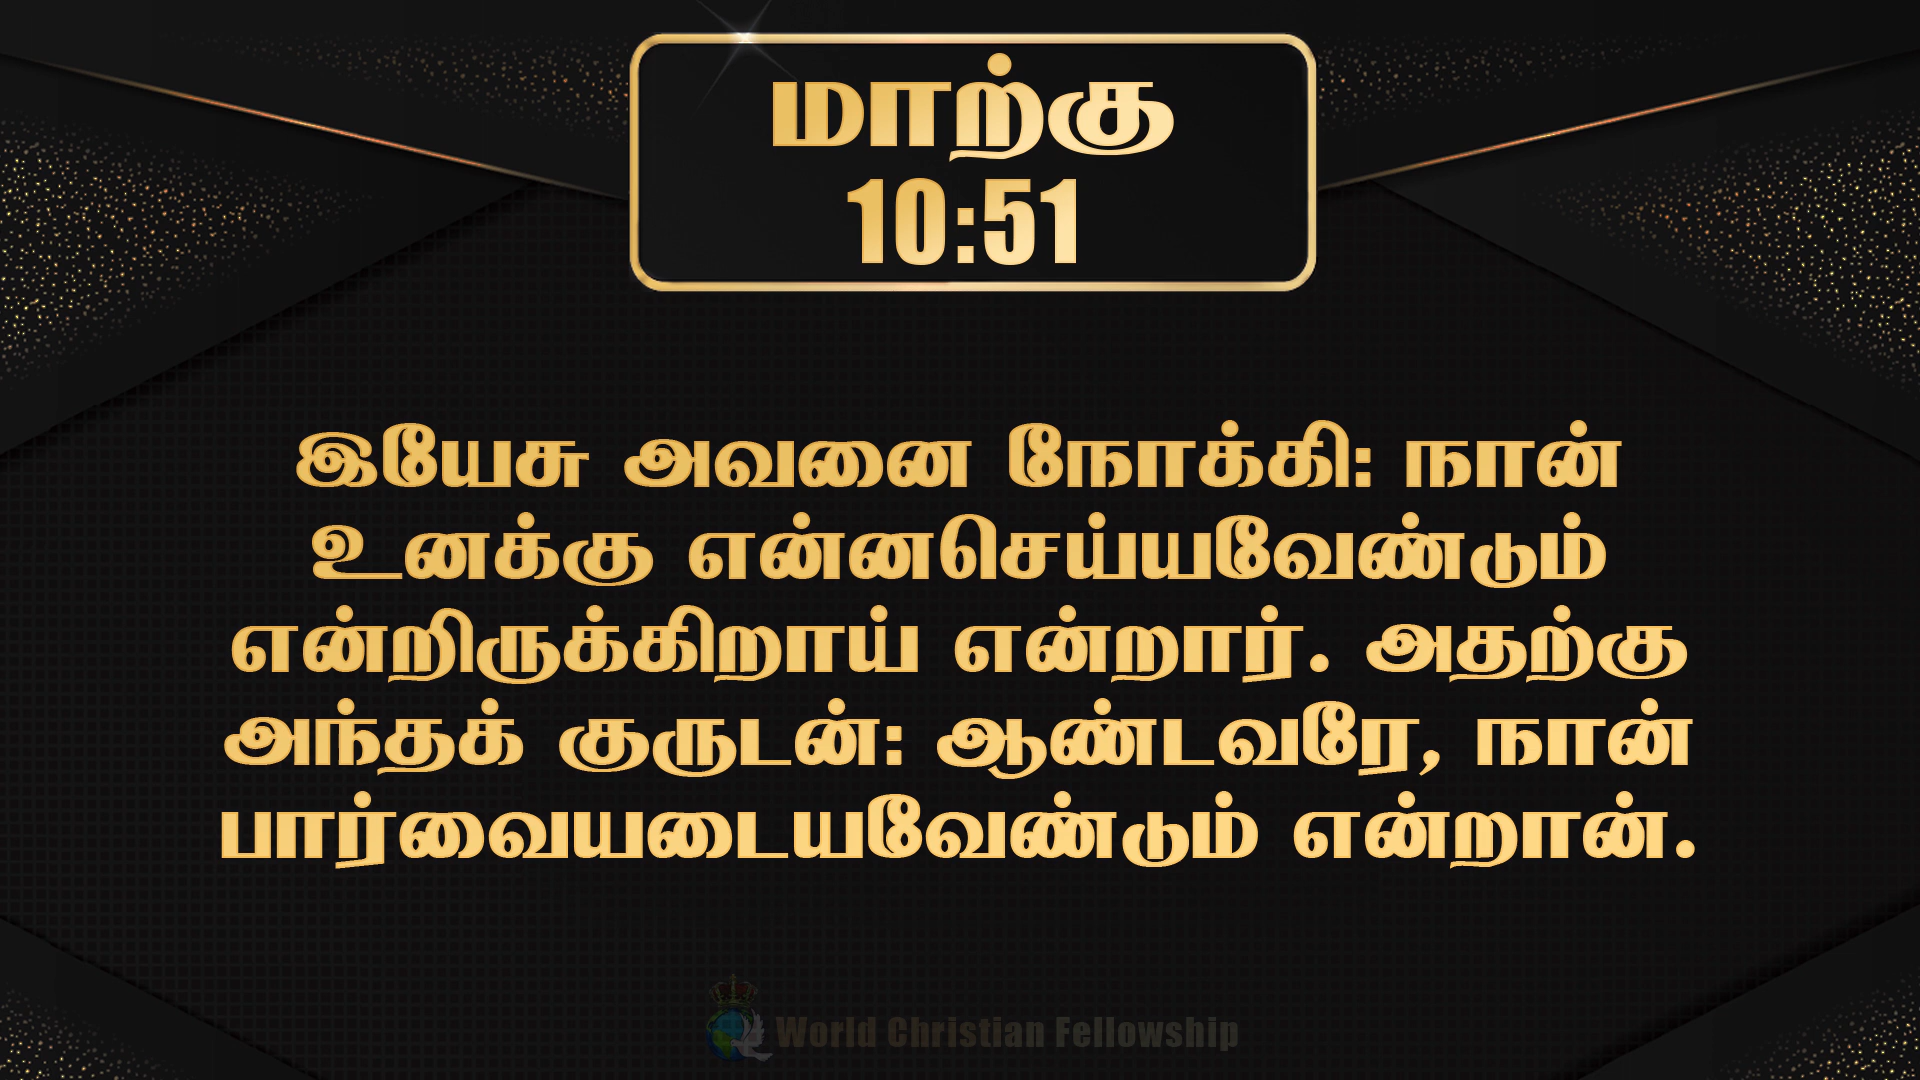 மாற்கு
10:51
இயேசு அவனை நோக்கி: நான்
உனக்கு என்னசெய்யவேண்டும்
என்றிருக்கிறாய் என்றார். அதற்கு
அந்தக் குருடன்: ஆண்டவரே, நான்
பார்வையடையவேண்டும் என்றான்.
World Christian Fellowship